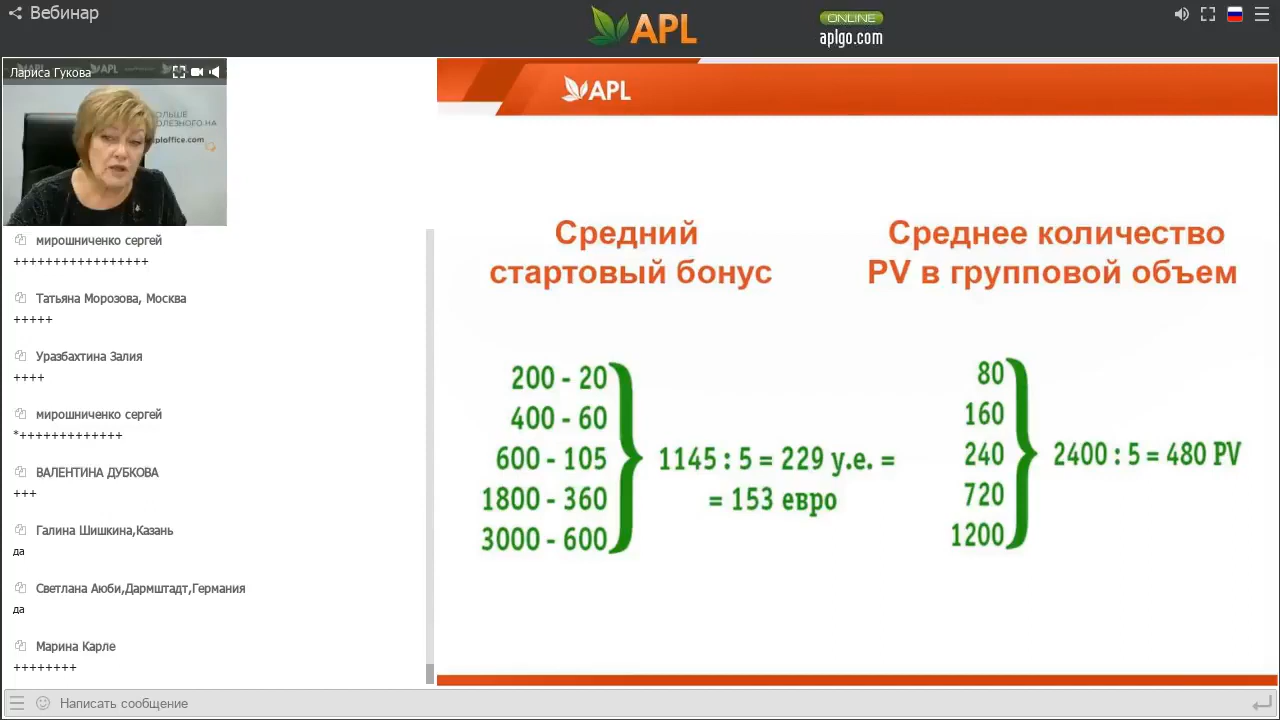 Вебинар
APL
ONLINE
aplgo.com
Лариса Гукова
APL
мирошниченко сергей
+++++++++++++++++
Татьяна Морозова, Москва
+++++
Уразбахтина Залия
++++
мирошниченко сергей
*+++++++++++++
ВАЛЕНТИНА ДУБКОВА
+++
Галина Шишкина,Казань
да
Светлана Аюби,Дармштадт,Германия
да
Марина Карле
++++++++
Написать сообщение
APL
Средний
стартовый бонус
200 - 20
400 - 60
600 - 105
1800 - 360
3000 - 600
1145 : 5 = 229 у.е. =
= 153 евро
Среднее количество
PV в групповой объем
80
160
240
720
1200
2400 : 5 = 480 PV